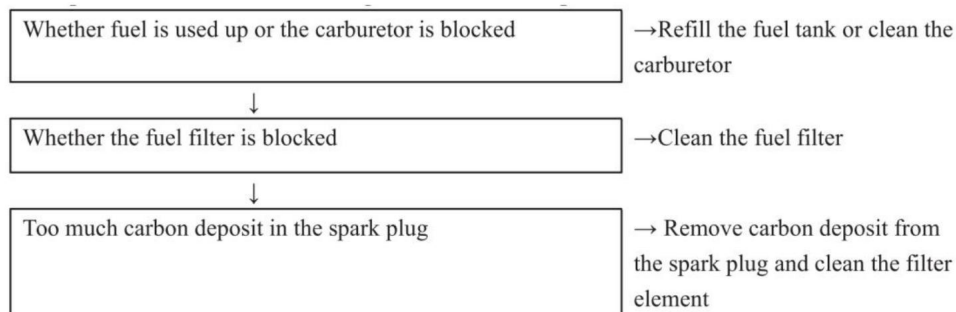 Whether fuel is used up or the carburetor is blocked
→Refill the fuel tank or clean the
carburetor
↓
Whether the fuel filter is blocked
→Clean the fuel filter
↓
Too much carbon deposit in the spark plug
→ Remove carbon deposit from
the spark plug and clean the filter
element